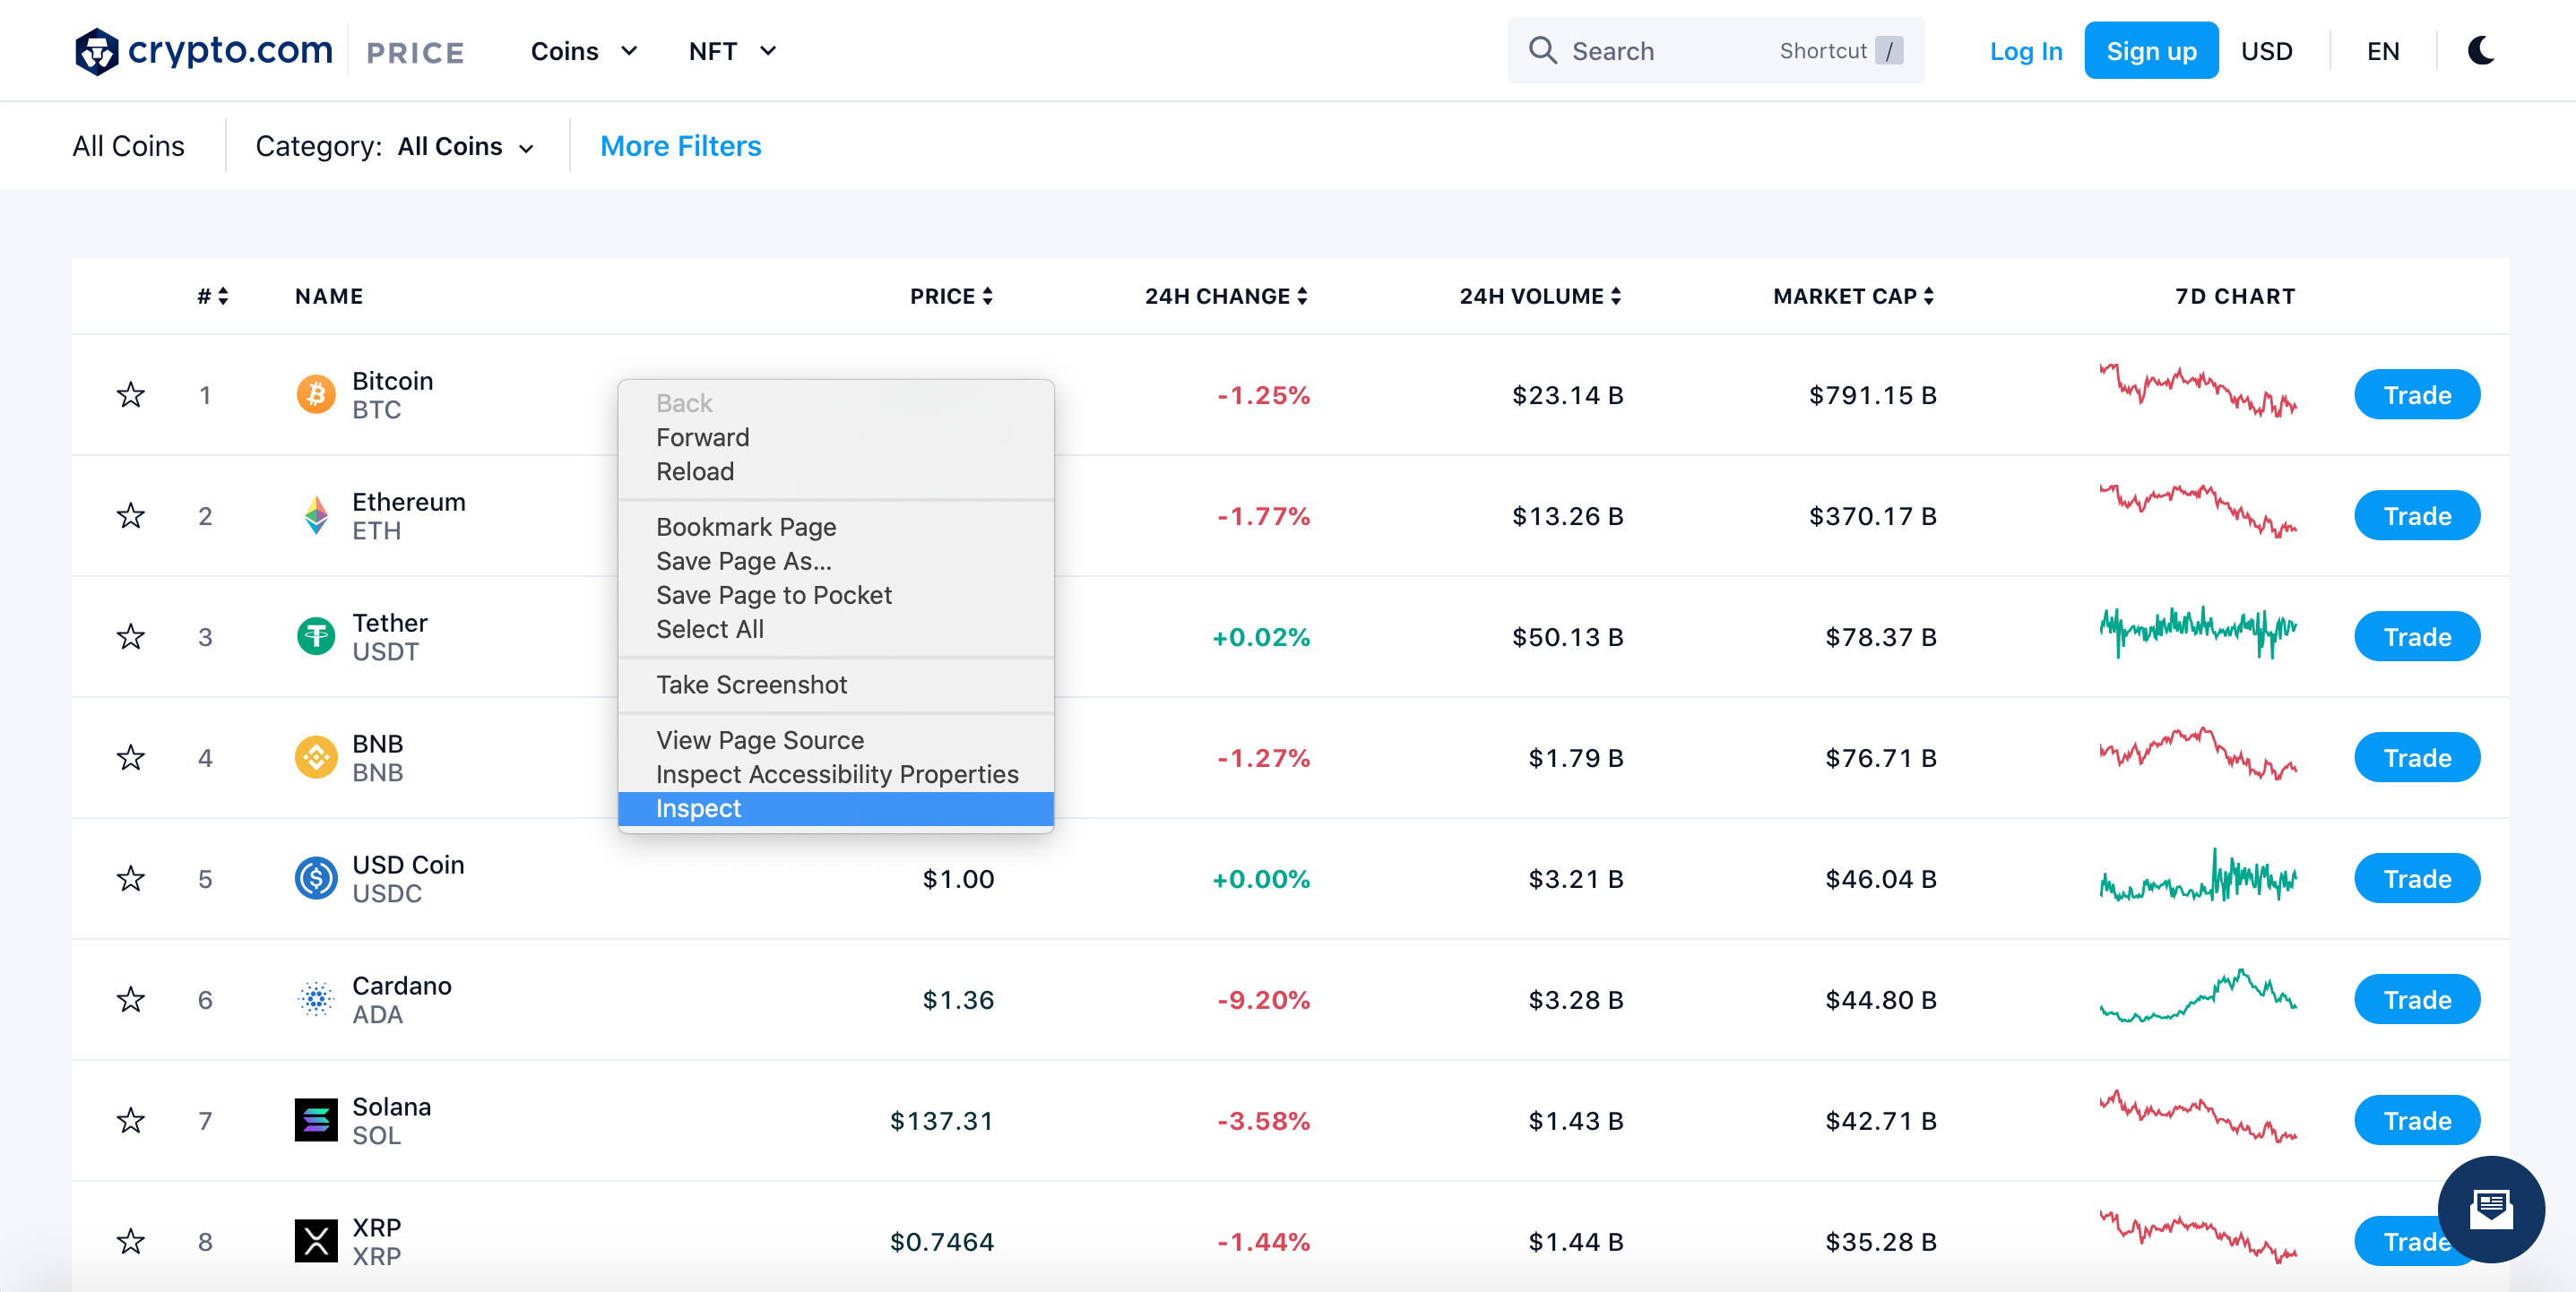 crypto.com PRICE Coins NFT Search Shortcut / Log In Sign up USD EN
All Coins Category: All Coins More Filters
# NAME PRICE 24H CHANGE 24H VOLUME MARKET CAP 7D CHART
1 Bitcoin BTC -1.25% $23.14 B $791.15 B Trade
2 Ethereum ETH -1.77% $13.26 B $370.17 B Trade
3 Tether USDT +0.02% $50.13 B $78.37 B Trade
4 BNB BNB -1.27% $1.79 B $76.71 B Trade
Back
Forward
Reload
Bookmark Page
Save Page As...
Save Page to Pocket
Select All
Take Screenshot
View Page Source
Inspect Accessibility Properties
Inspect
5 USD Coin USDC $1.00 +0.00% $3.21 B $46.04 B Trade
6 Cardano ADA $1.36 -9.20% $3.28 B $44.80 B Trade
7 Solana SOL $137.31 -3.58% $1.43 B $42.71 B Trade
8 XRP XRP $0.7464 -1.44% $1.44 B $35.28 B Trade